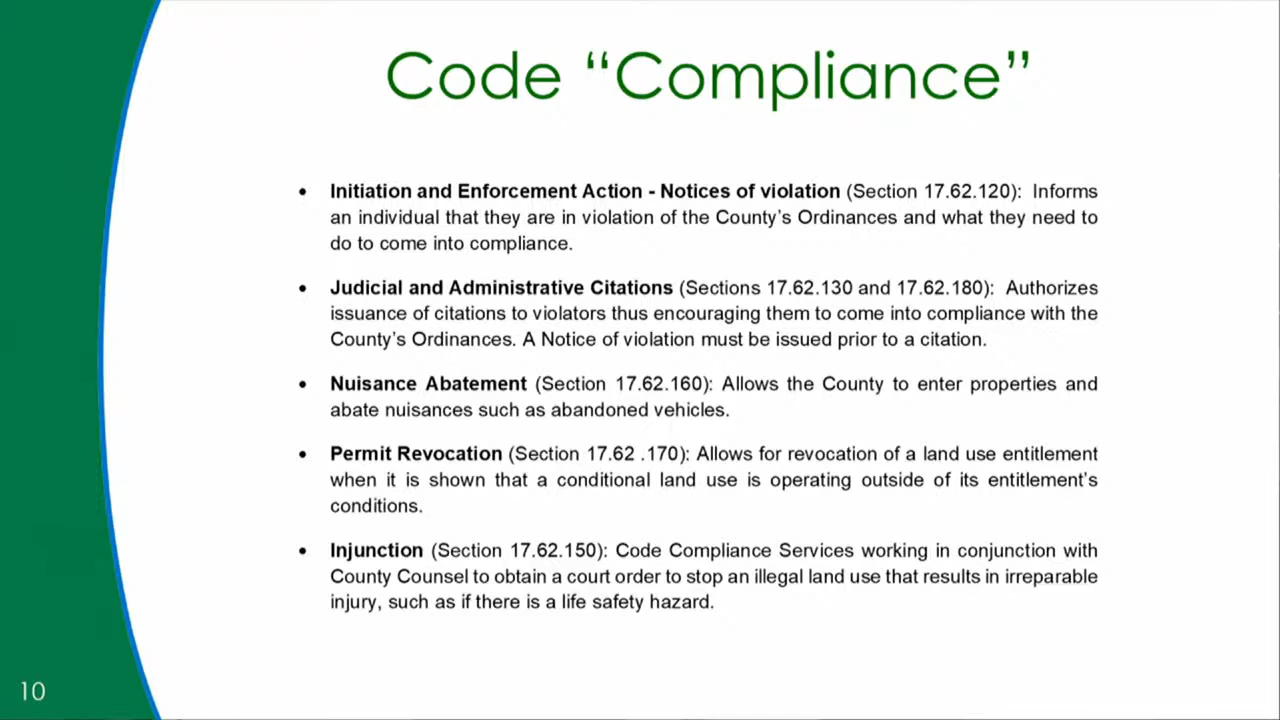 Code “Compliance”
• Initiation and Enforcement Action - Notices of violation (Section 17.62.120): Informs
an individual that they are in violation of the County’s Ordinances and what they need to
do to come into compliance.
• Judicial and Administrative Citations (Sections 17.62.130 and 17.62.180): Authorizes
issuance of citations to violators thus encouraging them to come into compliance with the
County’s Ordinances. A Notice of violation must be issued prior to a citation.
• Nuisance Abatement (Section 17.62.160): Allows the County to enter properties and
abate nuisances such as abandoned vehicles.
• Permit Revocation (Section 17.62 .170): Allows for revocation of a land use entitlement
when it is shown that a conditional land use is operating outside of its entitlement’s
conditions.
• Injunction (Section 17.62.150): Code Compliance Services working in conjunction with
County Counsel to obtain a court order to stop an illegal land use that results in irreparable
injury, such as if there is a life safety hazard.
10